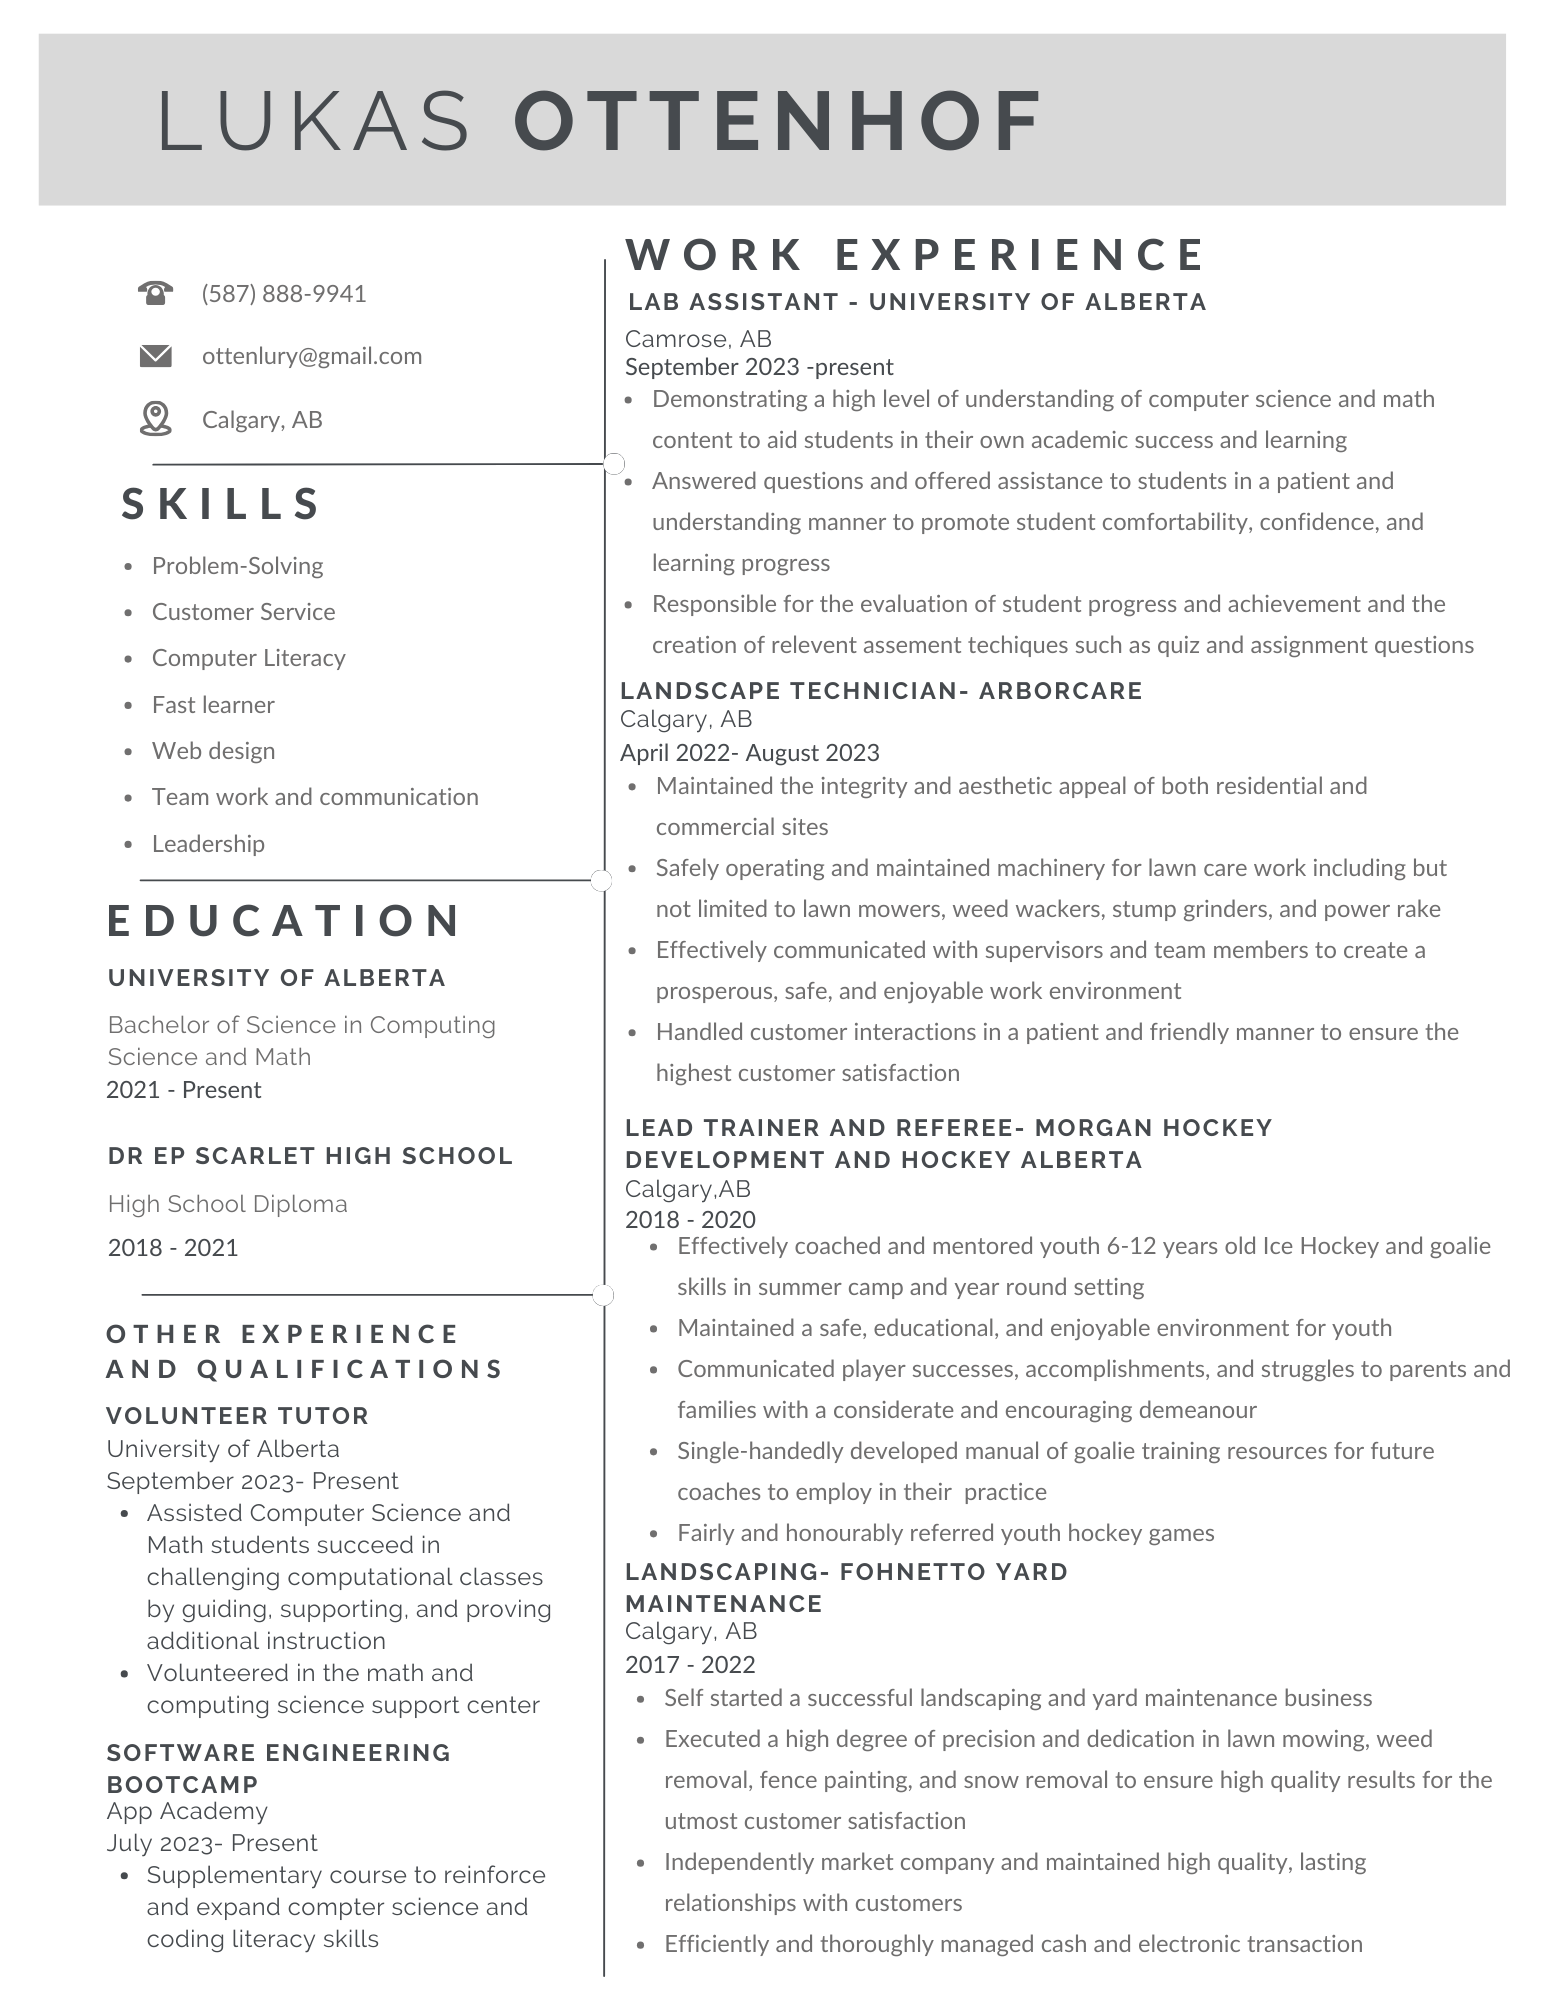 LUKAS OTTENHOF
(587) 888-9941
ottenlury@gmail.com
Calgary, AB
SKILLS
• Problem-Solving
• Customer Service
• Computer Literacy
• Fast learner
• Web design
• Team work and communication
• Leadership
EDUCATION
UNIVERSITY OF ALBERTA
Bachelor of Science in Computing
Science and Math
2021 - Present
DR EP SCARLET HIGH SCHOOL
High School Diploma
2018 - 2021
OTHER EXPERIENCE
AND QUALIFICATIONS
VOLUNTEER TUTOR
University of Alberta
September 2023- Present
• Assisted Computer Science and
Math students succeed in
challenging computational classes
by guiding, supporting, and proving
additional instruction
• Volunteered in the math and
computing science support center
SOFTWARE ENGINEERING
BOOTCAMP
App Academy
July 2023- Present
• Supplementary course to reinforce
and expand compter science and
coding literacy skills
WORK EXPERIENCE
LAB ASSISTANT - UNIVERSITY OF ALBERTA
Camrose, AB
September 2023 -present
• Demonstrating a high level of understanding of computer science and math
content to aid students in their own academic success and learning
• Answered questions and offered assistance to students in a patient and
understanding manner to promote student comfortability, confidence, and
learning progress
• Responsible for the evaluation of student progress and achievement and the
creation of relevent assement techiques such as quiz and assignment questions
LANDSCAPE TECHNICIAN- ARBORCARE
Calgary, AB
April 2022- August 2023
• Maintained the integrity and aesthetic appeal of both residential and
commercial sites
• Safely operating and maintained machinery for lawn care work including but
not limited to lawn mowers, weed wackers, stump grinders, and power rake
• Effectively communicated with supervisors and team members to create a
prosperous, safe, and enjoyable work environment
• Handled customer interactions in a patient and friendly manner to ensure the
highest customer satisfaction
LEAD TRAINER AND REFEREE- MORGAN HOCKEY
DEVELOPMENT AND HOCKEY ALBERTA
Calgary,AB
2018 - 2020
• Effectively coached and mentored youth 6-12 years old Ice Hockey and goalie
skills in summer camp and year round setting
• Maintained a safe, educational, and enjoyable environment for youth
• Communicated player successes, accomplishments, and struggles to parents and
families with a considerate and encouraging demeanour
• Single-handedly developed manual of goalie training resources for future
coaches to employ in their  practice
• Fairly and honourably referred youth hockey games
LANDSCAPING- FOHNETTO YARD
MAINTENANCE
Calgary, AB
2017 - 2022
• Self started a successful landscaping and yard maintenance business
• Executed a high degree of precision and dedication in lawn mowing, weed
removal, fence painting, and snow removal to ensure high quality results for the
utmost customer satisfaction
• Independently market company and maintained high quality, lasting
relationships with customers
• Efficiently and thoroughly managed cash and electronic transaction